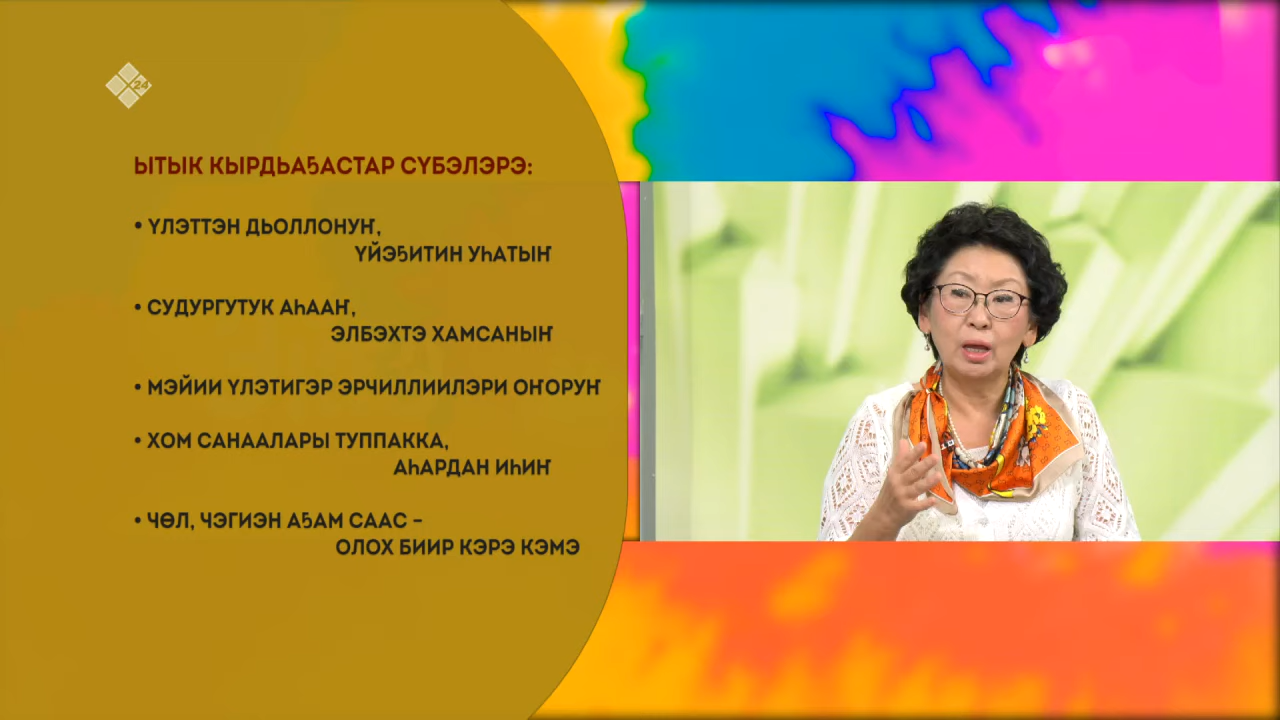 Х24
ЫТЫК КЫРДЬАҔАСТАР СҮБЭЛЭРЭ:
• ҮЛЭТТЭН ДЬОЛЛОНУҤ,
ҮЙЭҔИТИН УҺАТЫҤ
• СУДУРГУТУК АҺААҤ,
ЭЛБЭХТЭ ХАМСАНЫҤ
• МЭЙИИ ҮЛЭТИГЭР ЭРЧИЛЛИИЛЭРИ ОҤОРУҤ
• ХОМ САНААЛАРЫ ТУППАККА,
АҺАРДАН ИҺИҤ
• ЧӨЛ, ЧЭГИЭН АҔАМ СААС –
ОЛОХ БИИР КЭРЭ КЭМЭ